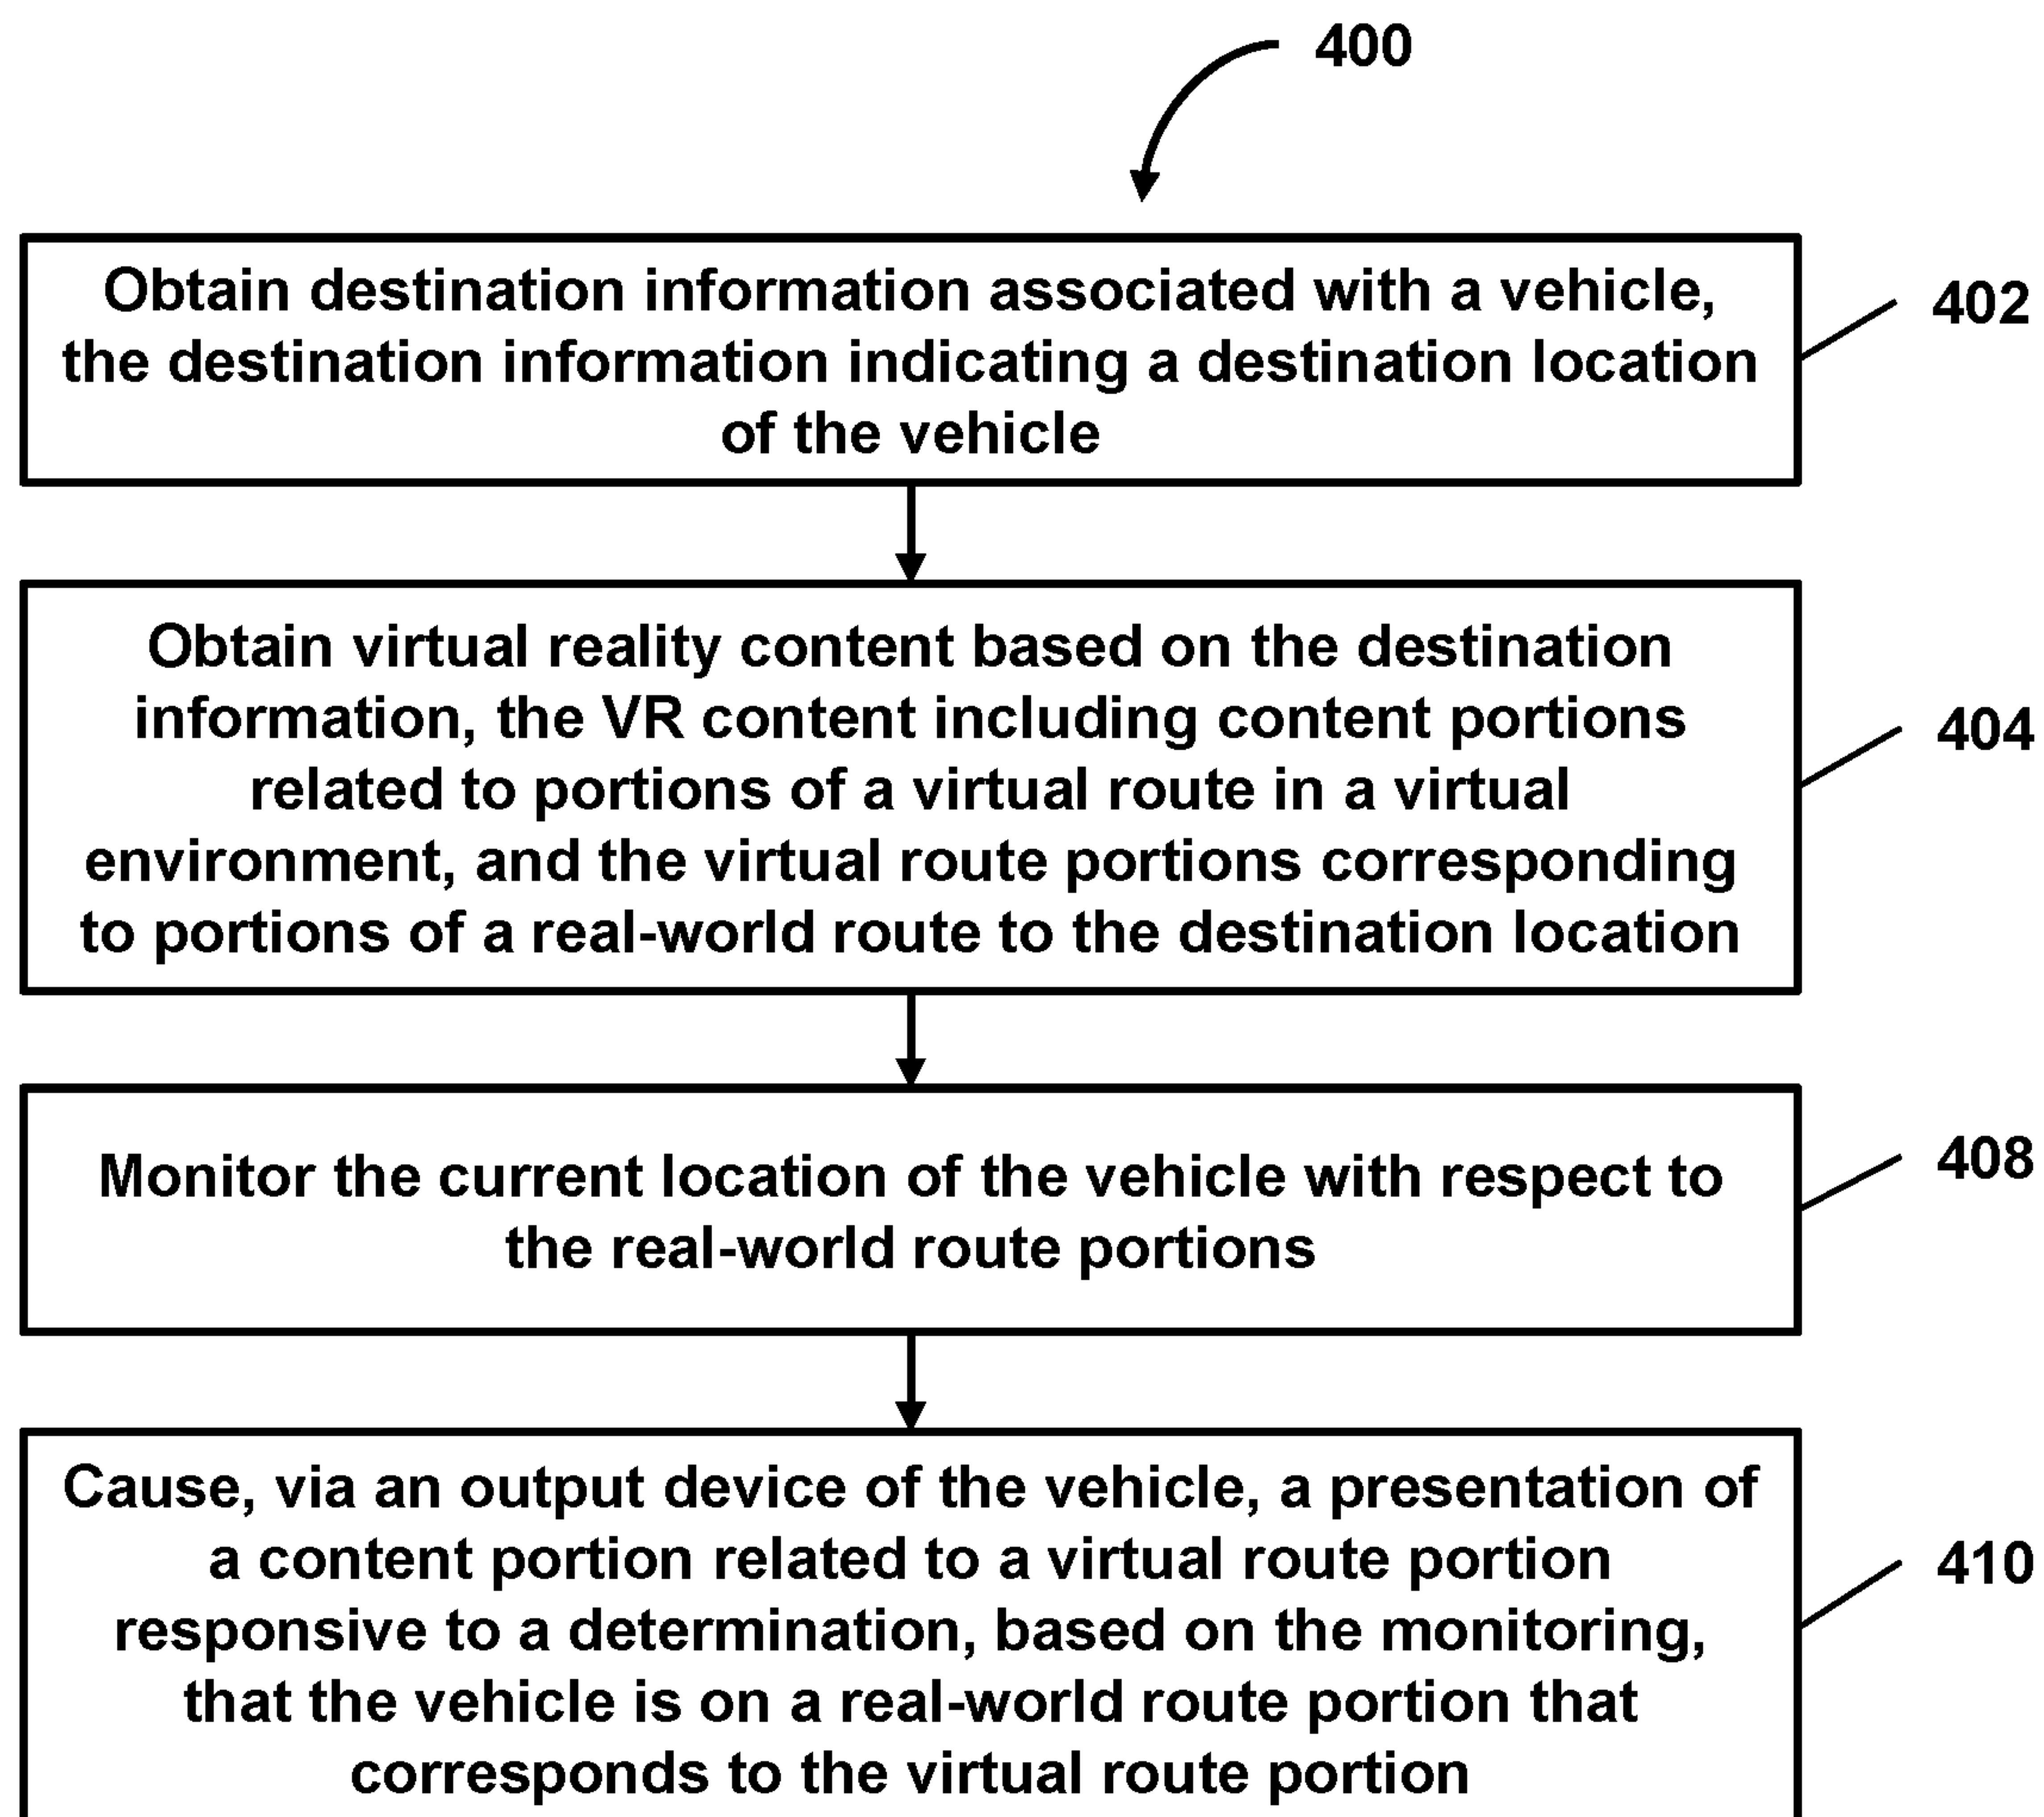 400
Obtain destination information associated with a vehicle,
the destination information indicating a destination location
of the vehicle
402
Obtain virtual reality content based on the destination
information, the VR content including content portions
related to portions of a virtual route in a virtual
environment, and the virtual route portions corresponding
to portions of a real-world route to the destination location
404
Monitor the current location of the vehicle with respect to
the real-world route portions
408
Cause, via an output device of the vehicle, a presentation of
a content portion related to a virtual route portion
responsive to a determination, based on the monitoring,
that the vehicle is on a real-world route portion that
corresponds to the virtual route portion
410